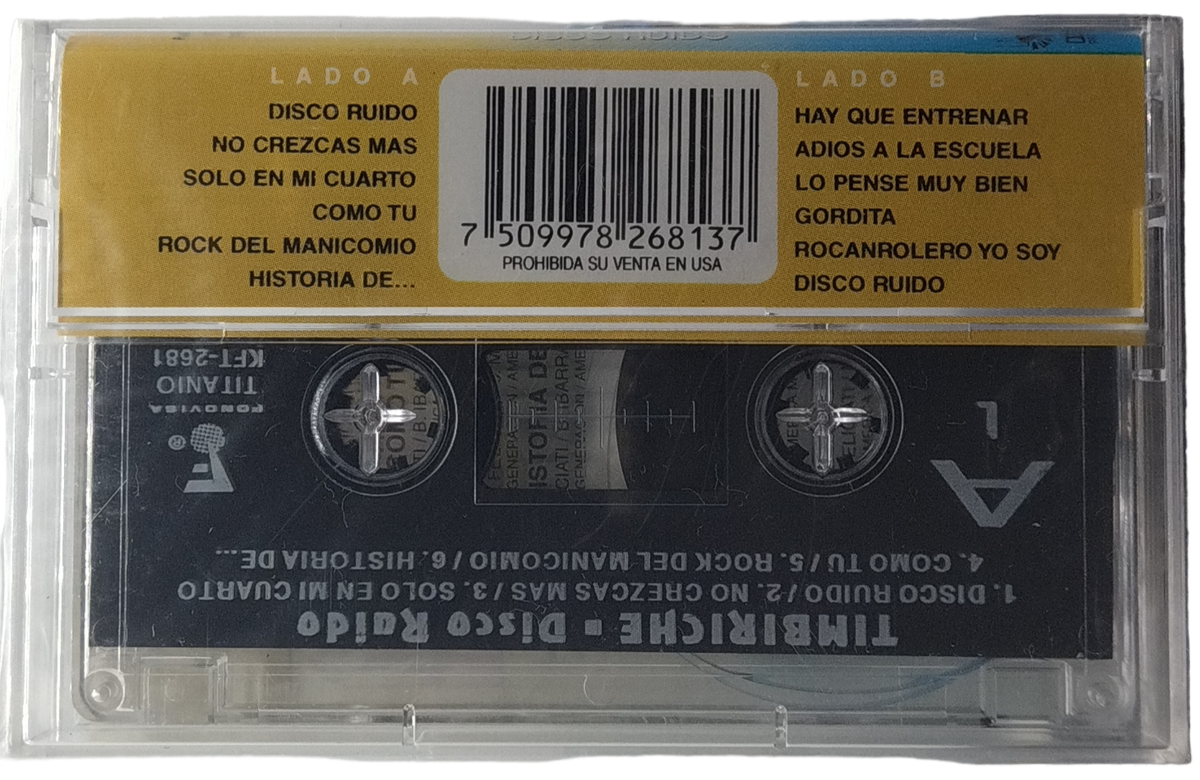 DISCO RUIDO
LADO A
DISCO RUIDO
NO CREZCAS MAS
SOLO EN MI CUARTO
COMO TU
ROCK DEL MANICOMIO
HISTORIA DE...
7 509978 268137
PROHIBIDA SU VENTA EN USA
LADO B
HAY QUE ENTRENAR
ADIOS A LA ESCUELA
LO PENSE MUY BIEN
GORDITA
ROCANROLERO YO SOY
DISCO RUIDO
TIMBIRICHE ▪ Disco Ruido
1. DISCO RUIDO / 2. NO CREZCAS MAS / 3. SOLO EN MI CUARTO
4. COMO TU / 5. ROCK DEL MANICOMIO / 6. HISTORIA DE...
A
1
F ®
FONOVISA
TITANIO
KFT-2681